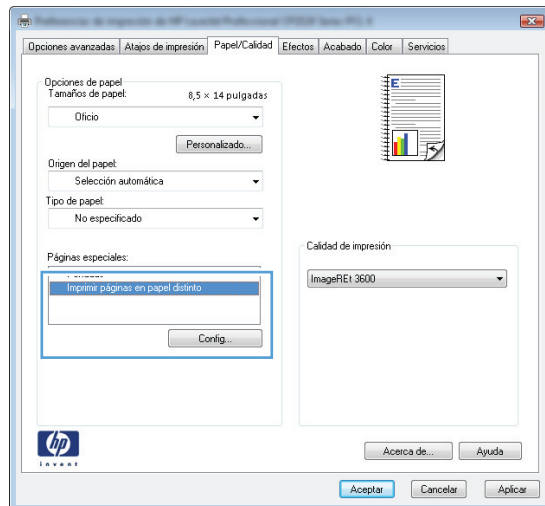 Opciones avanzadas Atajos de impresión Papel/Calidad Efectos Acabado Color Servicios
Opciones de papel
Tamaños de papel: 8,5 × 14 pulgadas
Oficio
Personalizado...
Origen del papel:
Selección automática
Tipo de papel:
No especificado
Páginas especiales:
Imprimir páginas en papel distinto
Config...
E
Calidad de impresión
ImageREt 3600
hp
invent
Acerca de... Ayuda
Aceptar Cancelar Aplicar